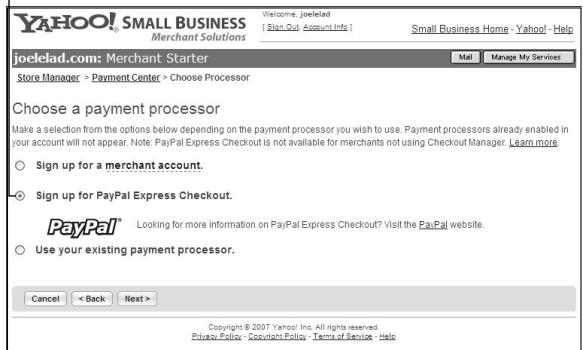 YAHOO! SMALL BUSINESS
Merchant Solutions
Welcome, joelelad
[ Sign Out, Account Info ]
Small Business Home - Yahoo! - Help
joelelad.com: Merchant Starter
Mail Manage My Services
Store Manager > Payment Center > Choose Processor
Choose a payment processor
Make a selection from the options below depending on the payment processor you wish to use. Payment processors already enabled in
your account will not appear. Note: PayPal Express Checkout is not available for merchants not using Checkout Manager. Learn more.
Sign up for a merchant account.
Sign up for PayPal Express Checkout.
PayPal Looking for more information on PayPal Express Checkout? Visit the PayPal website.
Use your existing payment processor.
Cancel < Back Next >
Copyright © 2007 Yahoo! Inc. All rights reserved.
Privacy Policy - Copyright Policy - Terms of Service - Help